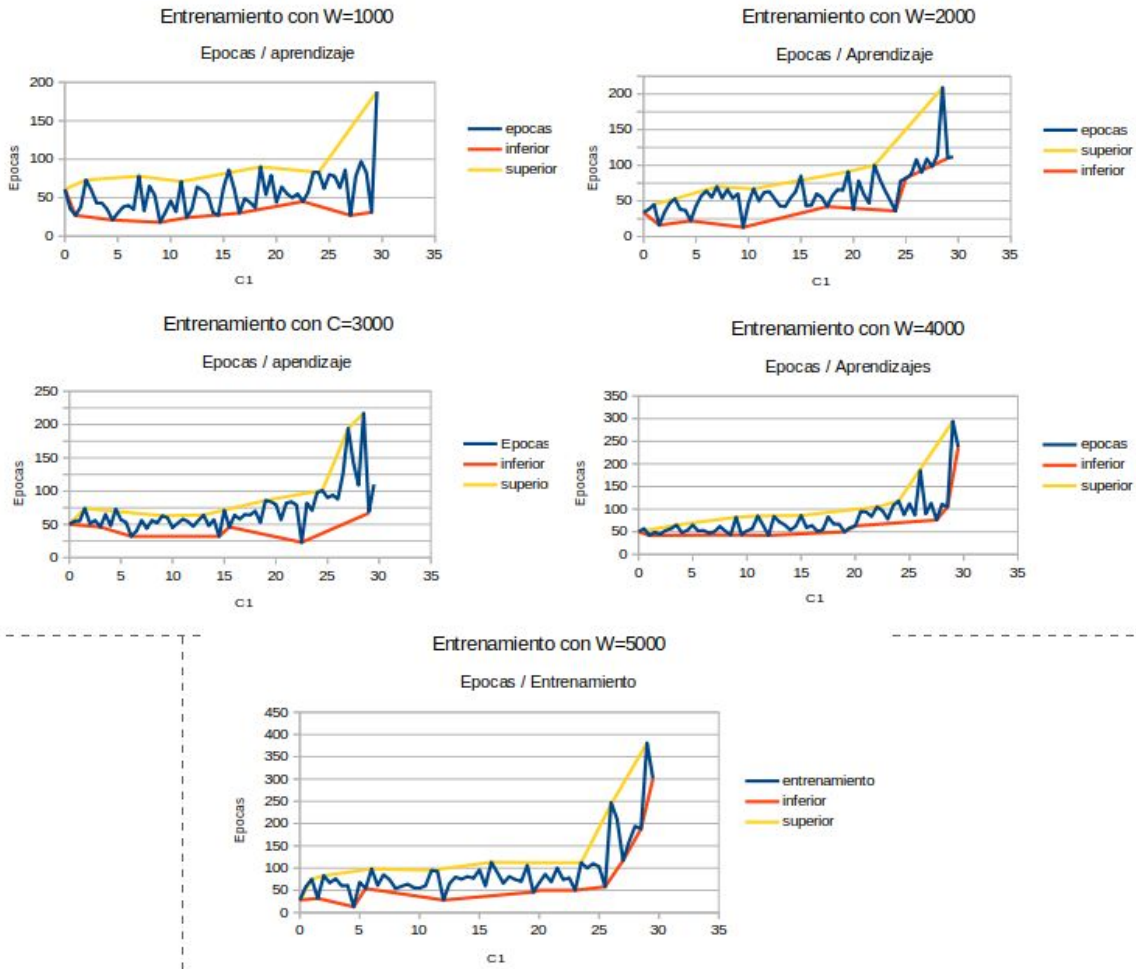 Entrenamiento con W=1000
Epocas / aprendizaje
200
150
100
50
0
0 5 10 15 20 25 30 35
Epocas
C1
epocas
inferior
superior
Entrenamiento con W=2000
Epocas / Aprendizaje
200
150
100
50
0
0 5 10 15 20 25 30 35
Epocas
C1
epocas
superior
inferior
Entrenamiento con C=3000
Epocas / apendizaje
250
200
150
100
50
0
0 5 10 15 20 25 30 35
Epocas
C1
Epocas
inferior
superior
Entrenamiento con W=4000
Epocas / Aprendizajes
350
300
250
200
150
100
50
0
0 5 10 15 20 25 30 35
Epocas
C1
epocas
inferior
superior
Entrenamiento con W=5000
Epocas / Entrenamiento
450
400
350
300
250
200
150
100
50
0
0 5 10 15 20 25 30 35
Epocas
C1
entrenamiento
inferior
superior